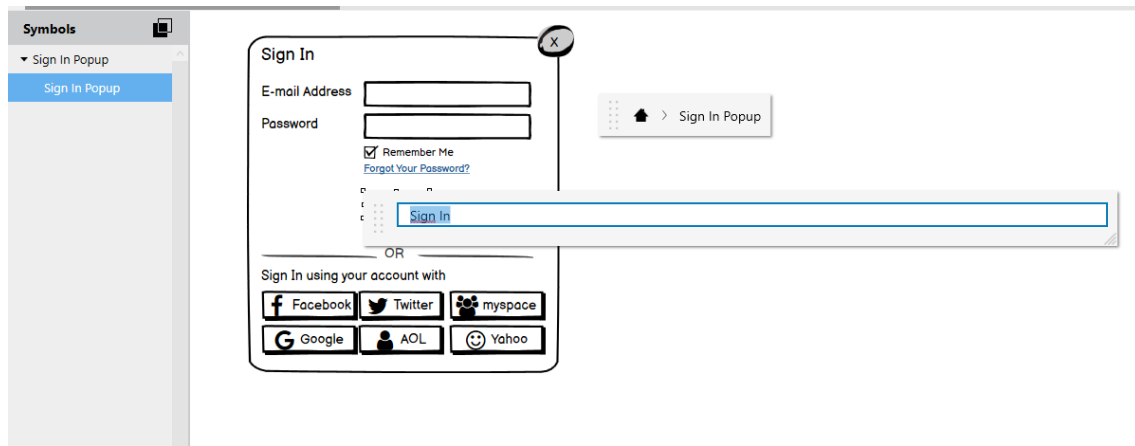 Symbols
Sign In Popup
Sign In Popup
X
Sign In
E-mail Address
Password
Remember Me
Forgot Your Password?
Sign In Popup
Sign In
OR
Sign In using your account with
Facebook Twitter myspace
Google AOL Yahoo